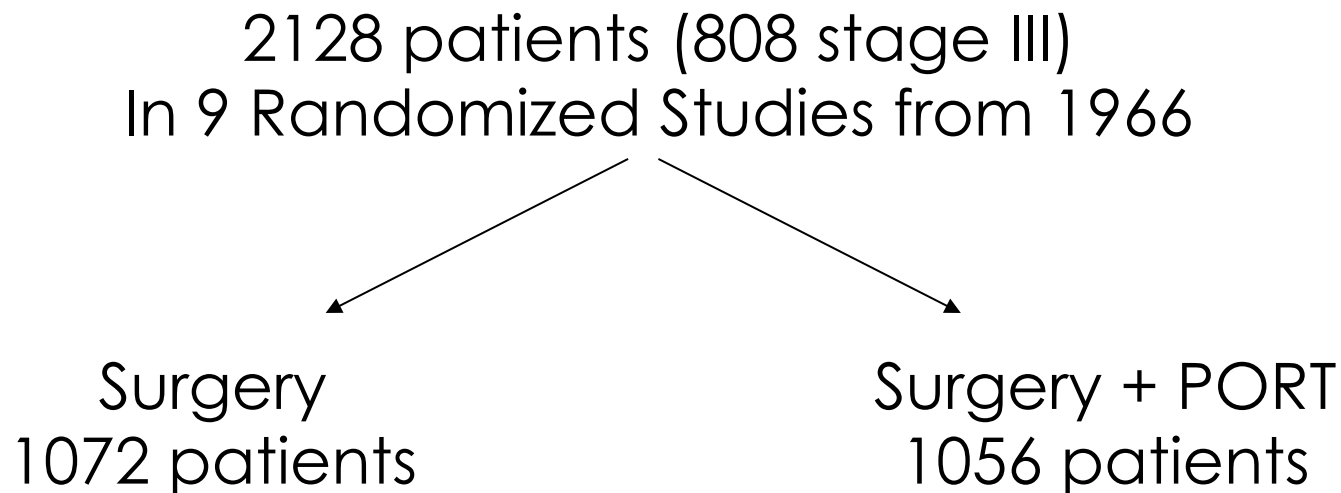 2128 patients (808 stage III)
In 9 Randomized Studies from 1966
Surgery
1072 patients
Surgery + PORT
1056 patients